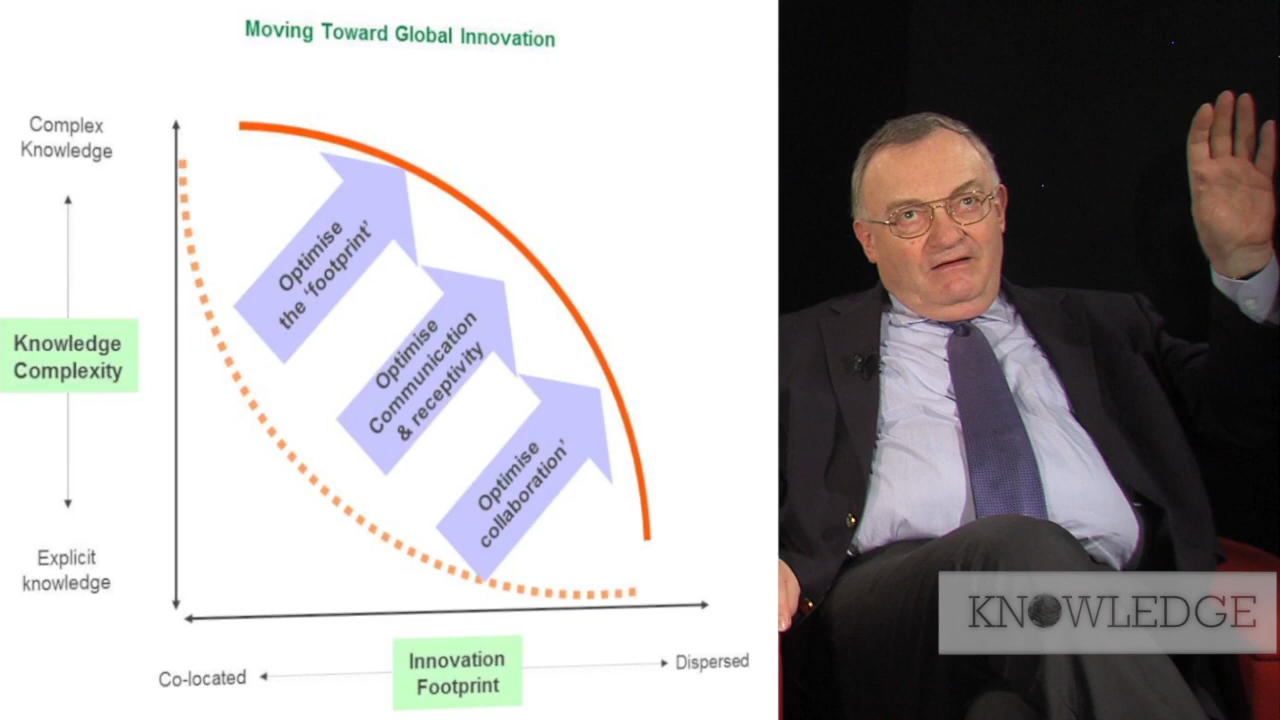 Moving Toward Global Innovation
Complex
Knowledge
Knowledge
Complexity
Explicit
knowledge
Optimise
the 'footprint'
Optimise
Communication
& receptivity
Optimise
collaboration'
Co-located
Innovation
Footprint
Dispersed
KNOWLEDGE